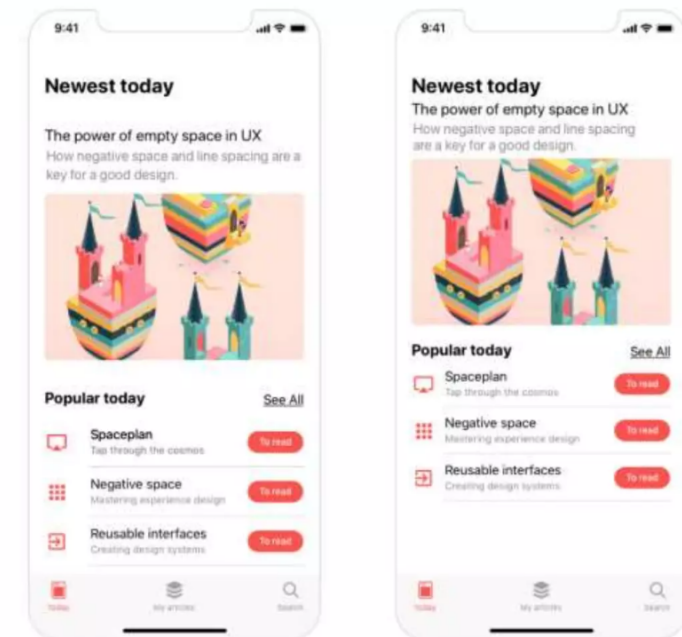 9:41
Newest today
The power of empty space in UX
How negative space and line spacing are a
key for a good design.
Popular today
See All
Spaceplan
Tap through the cosmos
To read
Negative space
Mastering experience design
To read
Reusable interfaces
Creating design systems
To read
Today
My articles
Search
9:41
Newest today
The power of empty space in UX
How negative space and line spacing
are a key for a good design.
Popular today
See All
Spaceplan
Tap through the cosmos
To read
Negative space
Mastering experience design
To read
Reusable interfaces
Creating design systems
To read
Today
My articles
Search